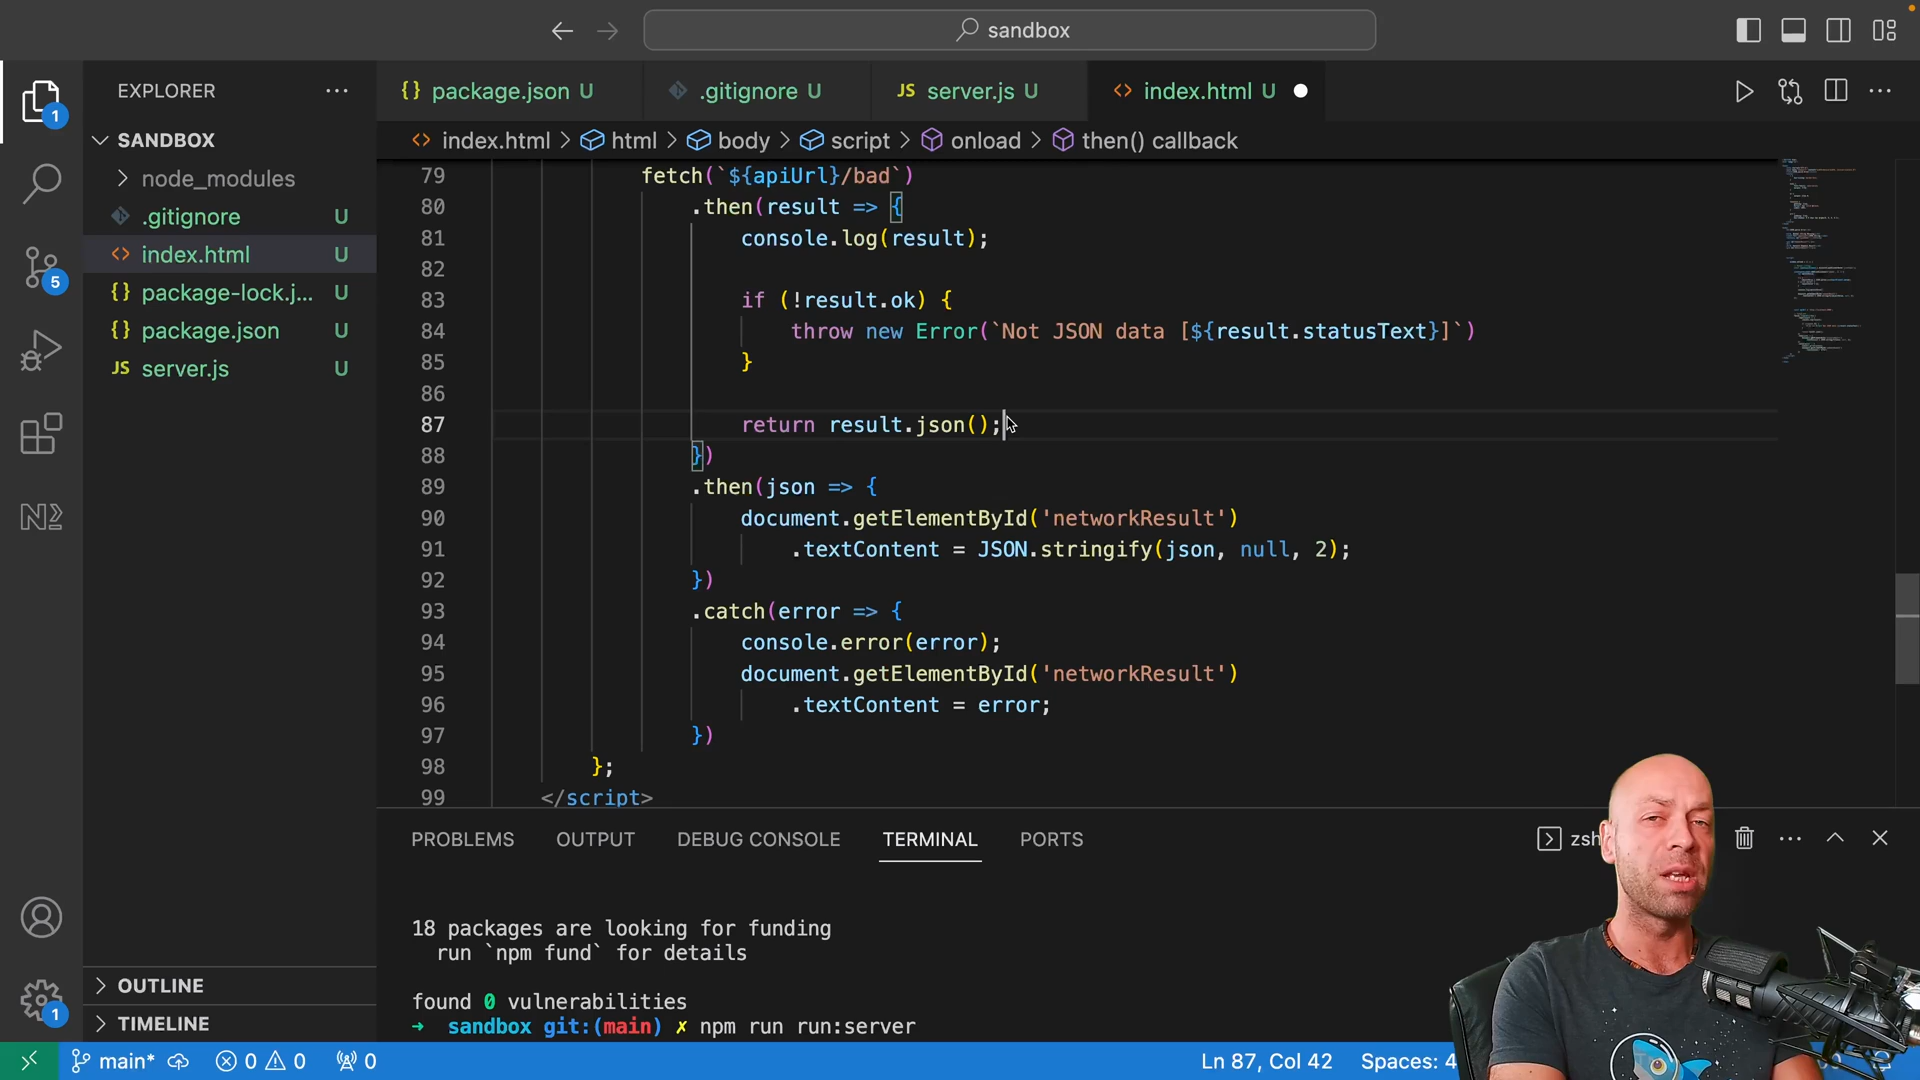 sandbox
EXPLORER
package.json U
.gitignore U
JS server.js U
index.html U
SANDBOX
index.html > html > body > script > onload > then() callback
node_modules
.gitignore U
index.html U
package-lock.j... U
package.json U
JS server.js U
79 fetch(`${apiUrl}/bad`)
80 .then(result => {
81 console.log(result);
82
83 if (!result.ok) {
84 throw new Error(`Not JSON data [${result.statusText}]`)
85 }
86
87 return result.json();
88 })
89 .then(json => {
90 document.getElementById('networkResult')
91 .textContent = JSON.stringify(json, null, 2);
92 })
93 .catch(error => {
94 console.error(error);
95 document.getElementById('networkResult')
96 .textContent = error;
97 })
98 };
99 </script>
1
5
1
PROBLEMS OUTPUT DEBUG CONSOLE TERMINAL PORTS
zsh
18 packages are looking for funding
run `npm fund` for details
found 0 vulnerabilities
➜ sandbox git:(main) ✗ npm run run:server
OUTLINE
TIMELINE
main* 0 0 0 Ln 87, Col 42 Spaces: 4